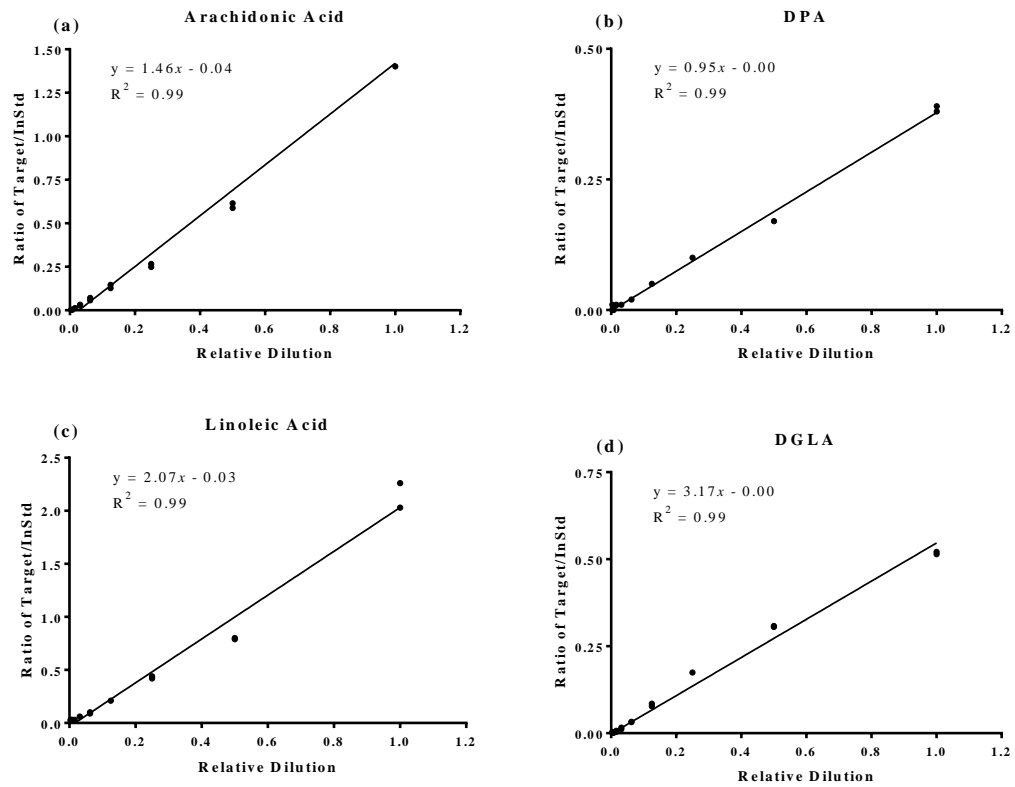 (a)
Arachidonic Acid
y = 1.46x - 0.04
R² = 0.99
Ratio of Target/InStd
1.50
1.25
1.00
0.75
0.50
0.25
0.00
0.0 0.2 0.4 0.6 0.8 1.0 1.2
Relative Dilution
(b)
DPA
y = 0.95x - 0.00
R² = 0.99
Ratio of Target/InStd
0.50
0.25
0.00
0.0 0.2 0.4 0.6 0.8 1.0 1.2
Relative Dilution
(c)
Linoleic Acid
y = 2.07x - 0.03
R² = 0.99
Ratio of Target/InStd
2.5
2.0
1.5
1.0
0.5
0.0
0.0 0.2 0.4 0.6 0.8 1.0 1.2
Relative Dilution
(d)
DGLA
y = 3.17x - 0.00
R² = 0.99
Ratio of Target/InStd
0.75
0.50
0.25
0.00
0.0 0.2 0.4 0.6 0.8 1.0 1.2
Relative Dilution